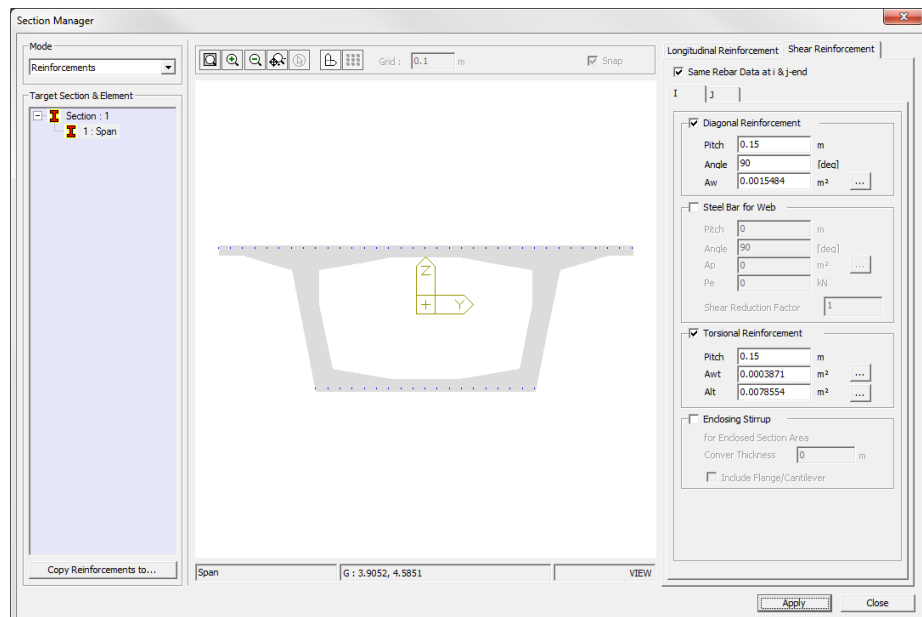 Section Manager
x
Mode
Reinforcements
Target Section & Element
Section : 1
1 : Span
Copy Reinforcements to...
Grid : 0.1 m
Snap
Z
Y
Span
G : 3.9052, 4.5851
VIEW
Longitudinal Reinforcement
Shear Reinforcement
Same Rebar Data at i & j-end
I
J
Diagonal Reinforcement
Pitch 0.15 m
Angle 90 [deg]
Aw 0.0015484 m² ...
Steel Bar for Web
Pitch 0 m
Angle 90 [deg]
Ap 0 m² ...
Pe 0 kN
Shear Reduction Factor 1
Torsional Reinforcement
Pitch 0.15 m
Awt 0.0003871 m² ...
Alt 0.0078554 m² ...
Enclosing Stirrup
for Enclosed Section Area
Conver Thickness 0 m
Include Flange/Cantilever
Apply
Close